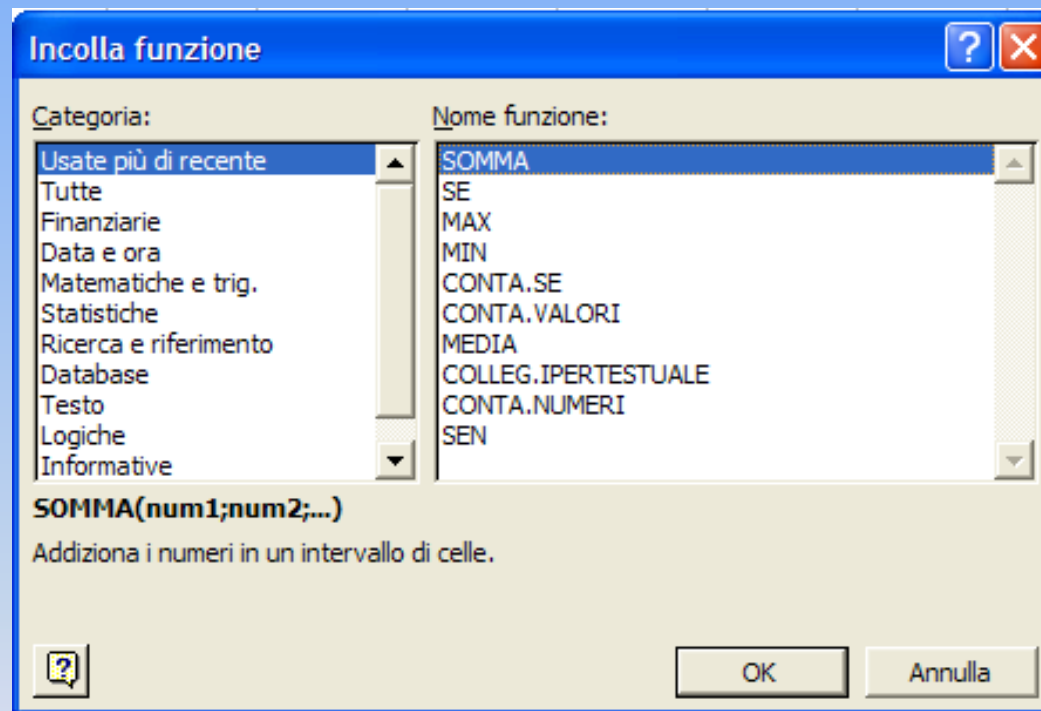 Incolla funzione
Categoria:
Usate più di recente
Tutte
Finanziarie
Data e ora
Matematiche e trig.
Statistiche
Ricerca e riferimento
Database
Testo
Logiche
Informative
Nome funzione:
SOMMA
SE
MAX
MIN
CONTA.SE
CONTA.VALORI
MEDIA
COLLEG.IPERTESTUALE
CONTA.NUMERI
SEN
SOMMA(num1;num2;...)
Addiziona i numeri in un intervallo di celle.
OK
Annulla